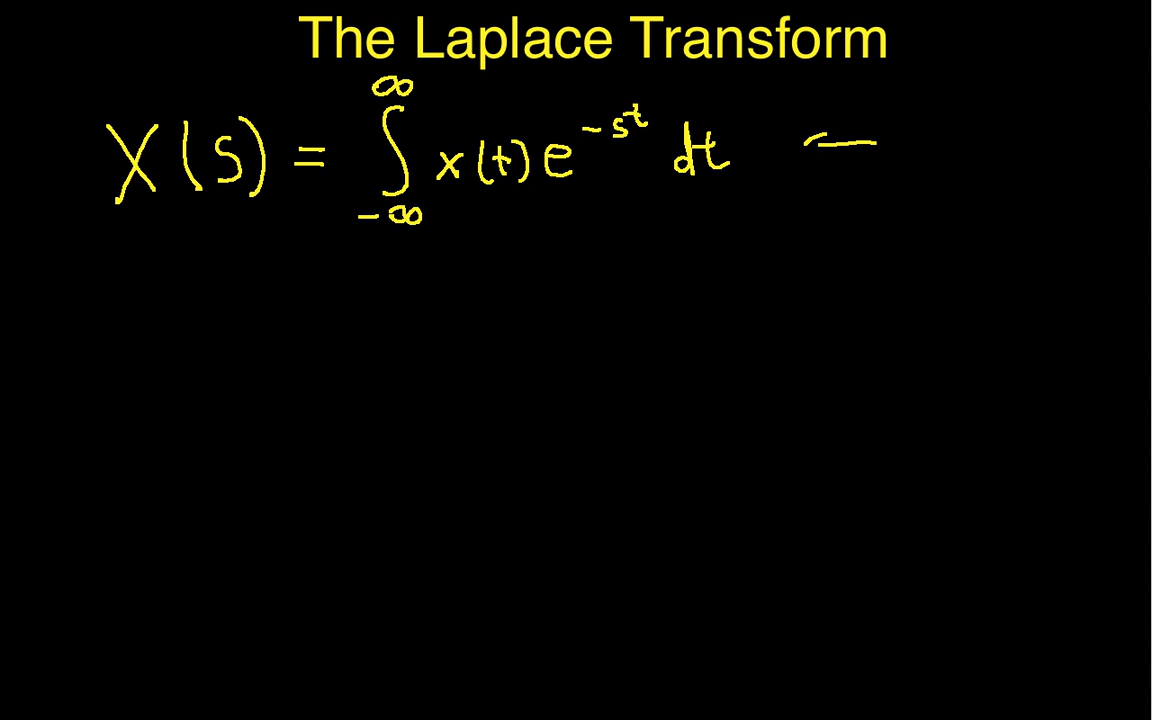 The Laplace Transform
X(s) = ∫_{-∞}^{∞} x(t) e^{-st} dt